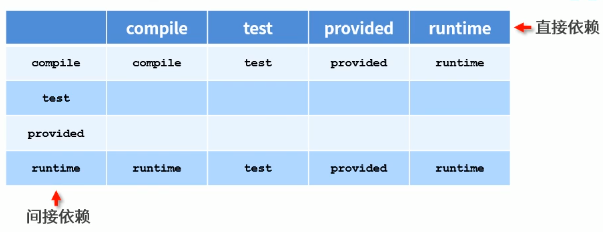 compile test provided runtime 直接依赖
compile compile test provided runtime
test
provided
runtime runtime test provided runtime
间接依赖